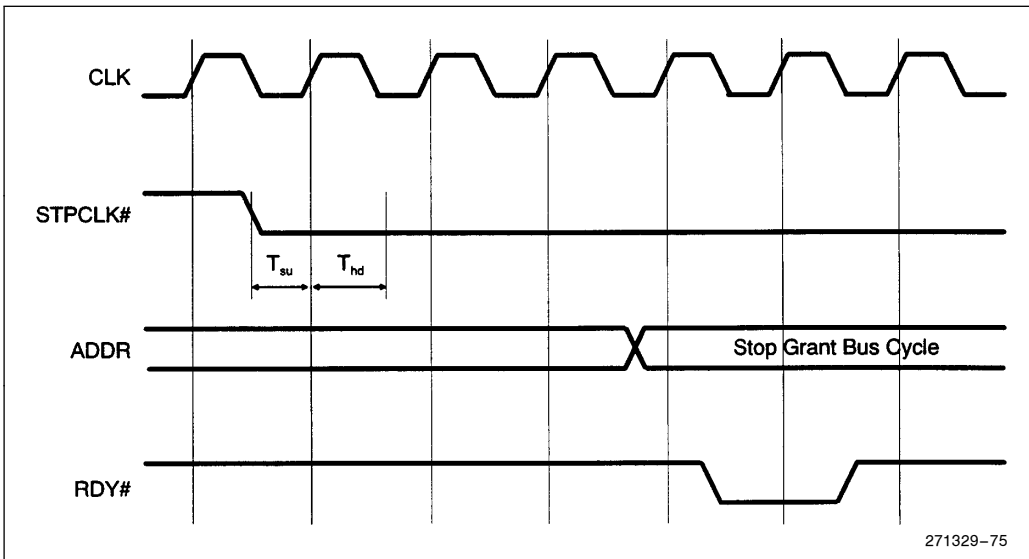 CLK
STPCLK#
Tsu Thd
ADDR
Stop Grant Bus Cycle
RDY#
271329–75